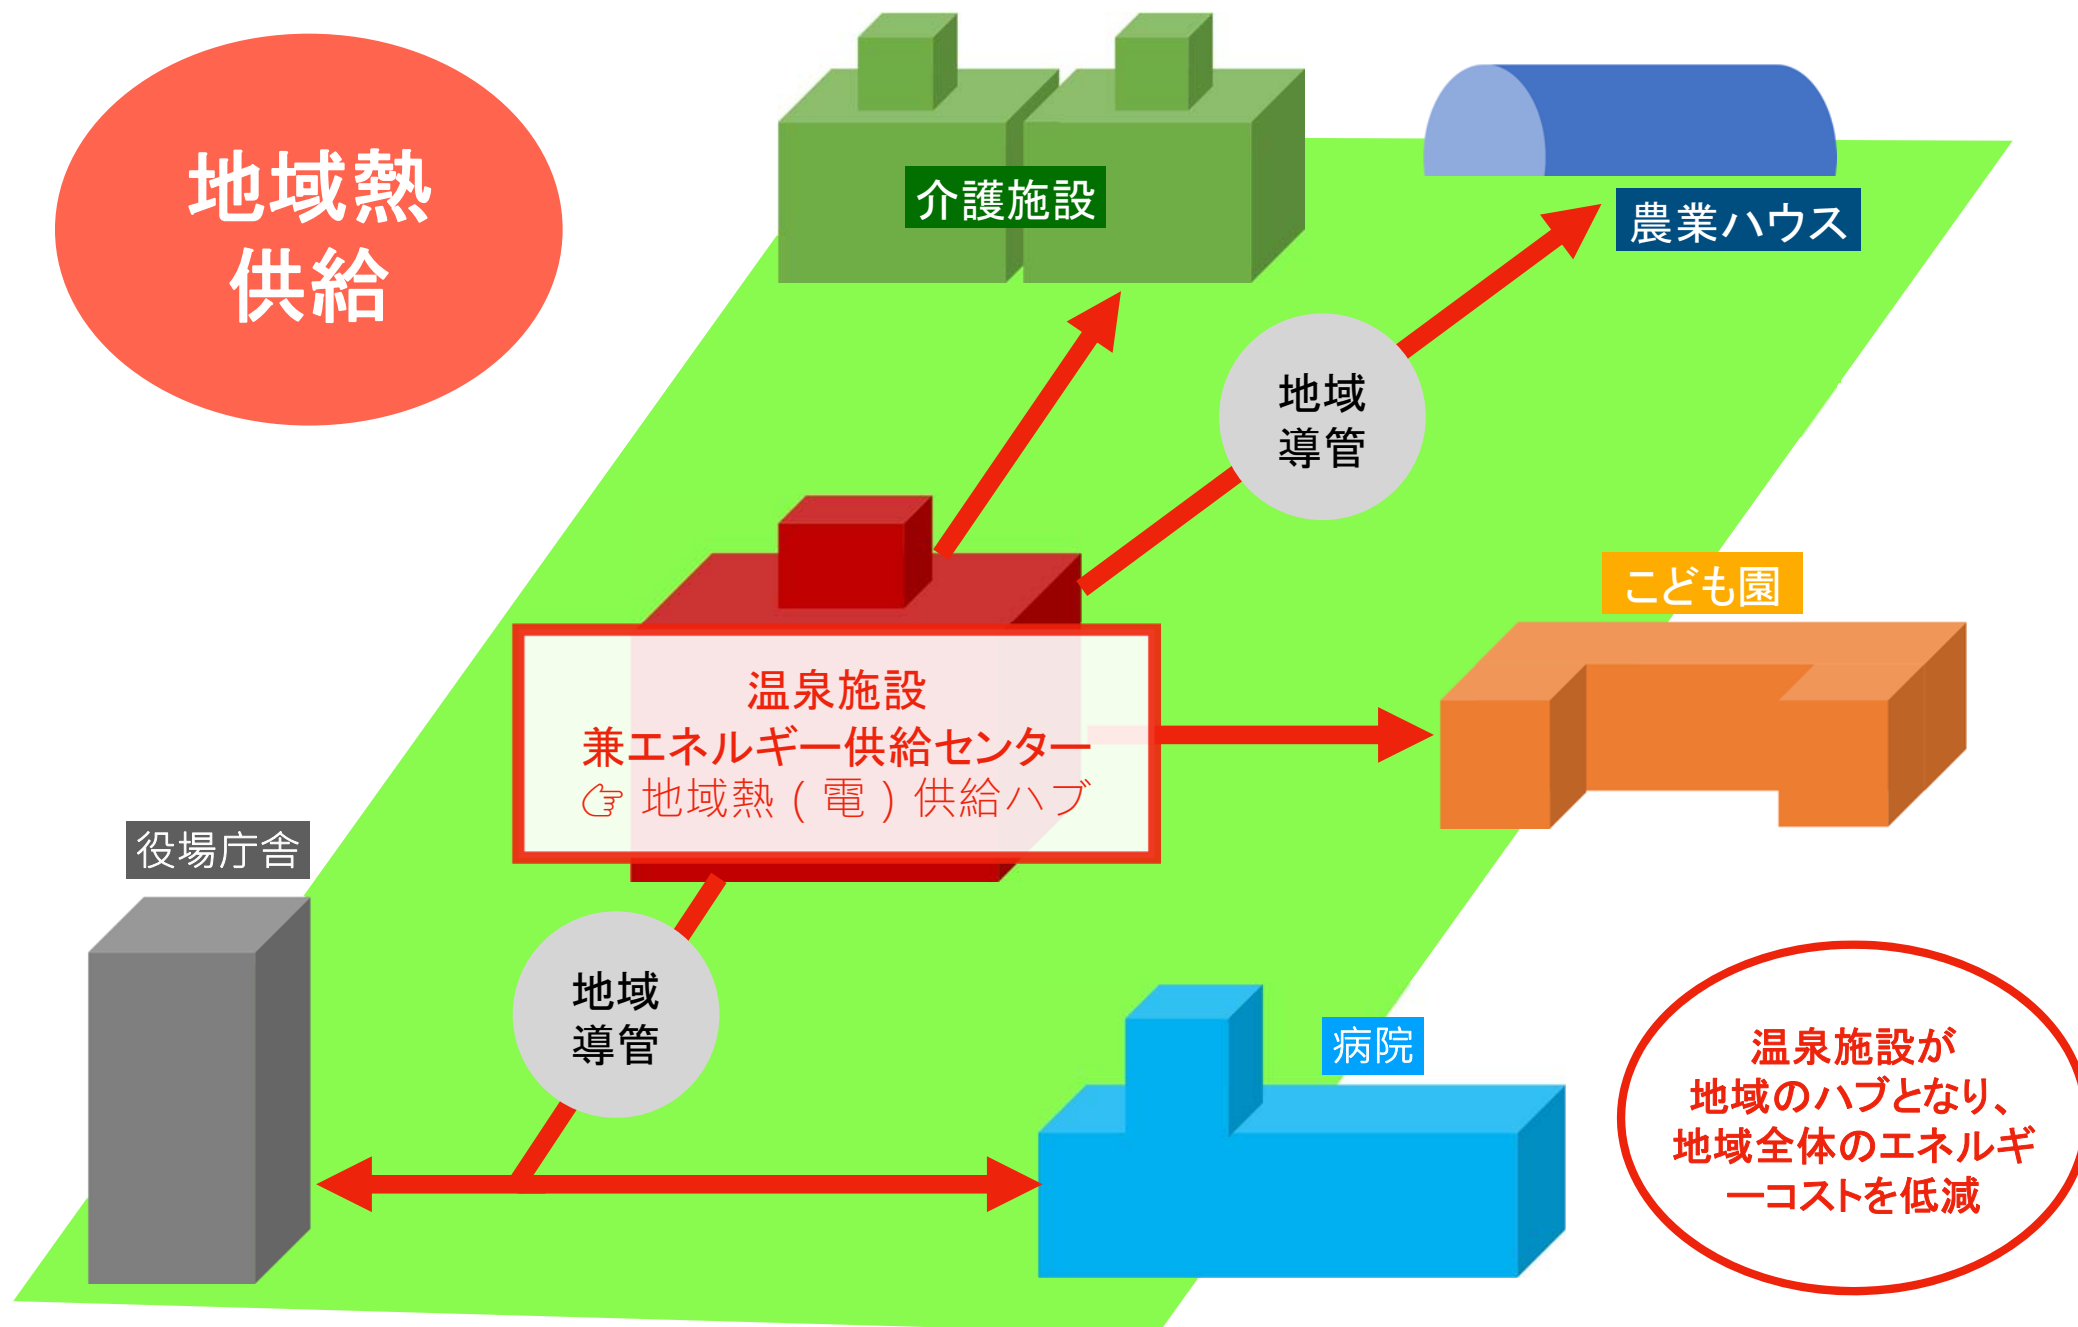 地域熱
供給
介護施設
農業ハウス
地域
導管
こども園
温泉施設
兼エネルギー供給センター
☞ 地域熱(電)供給ハブ
役場庁舎
地域
導管
病院
温泉施設が
地域のハブとなり、
地域全体のエネルギ
ーコストを低減